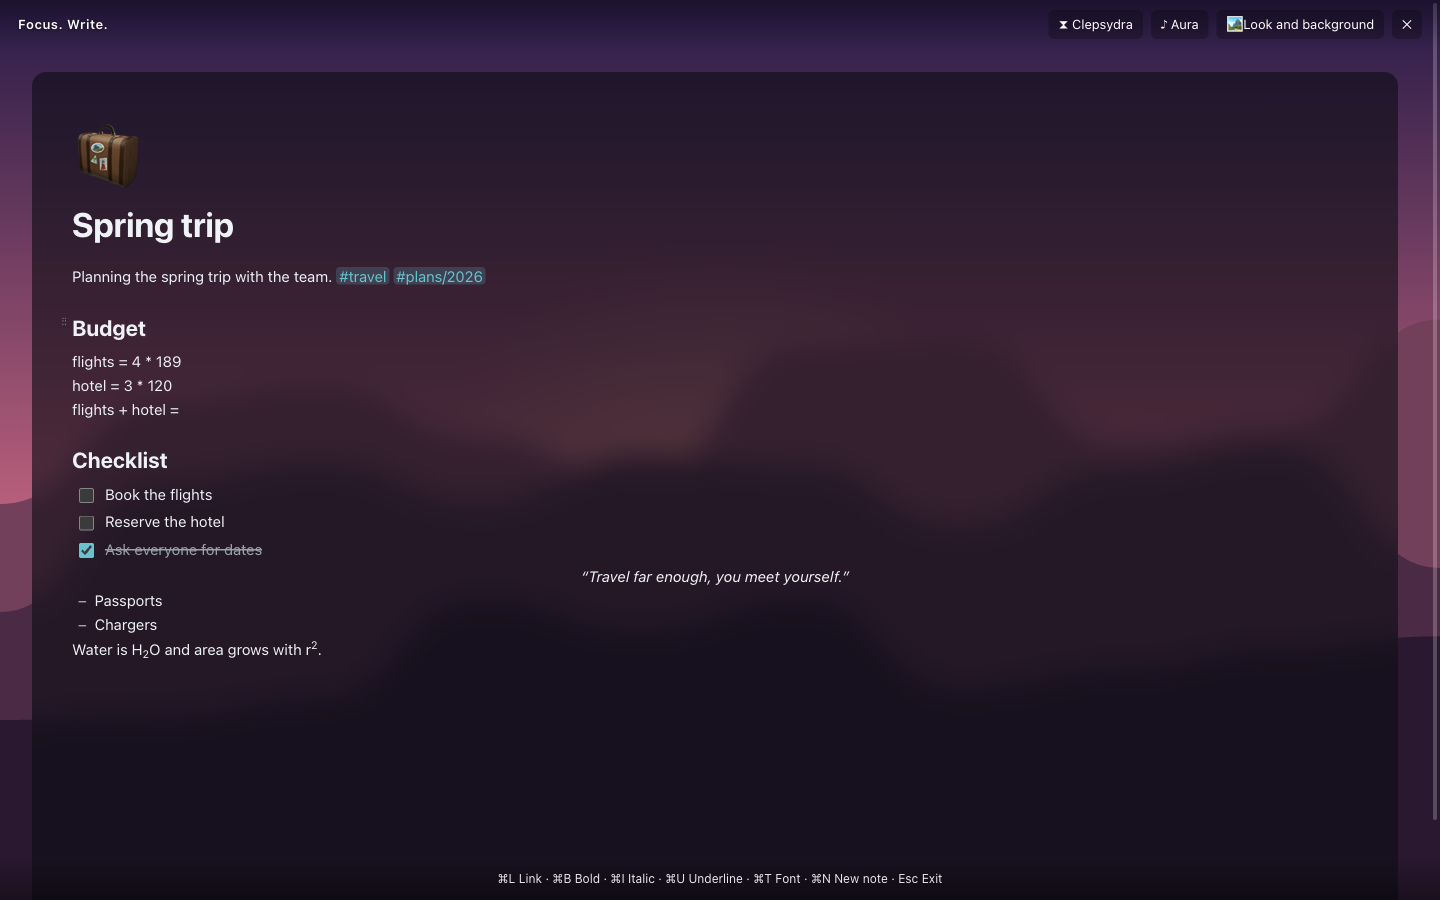 Focus. Write.
⧗ Clepsydra
♪ Aura
Look and background
×
Spring trip
Planning the spring trip with the team. #travel #plans/2026
Budget
flights = 4 * 189
hotel = 3 * 120
flights + hotel =
Checklist
Book the flights
Reserve the hotel
Ask everyone for dates
“Travel far enough, you meet yourself.”
– Passports
– Chargers
Water is H₂O and area grows with r².
⌘L Link · ⌘B Bold · ⌘I Italic · ⌘U Underline · ⌘T Font · ⌘N New note · Esc Exit